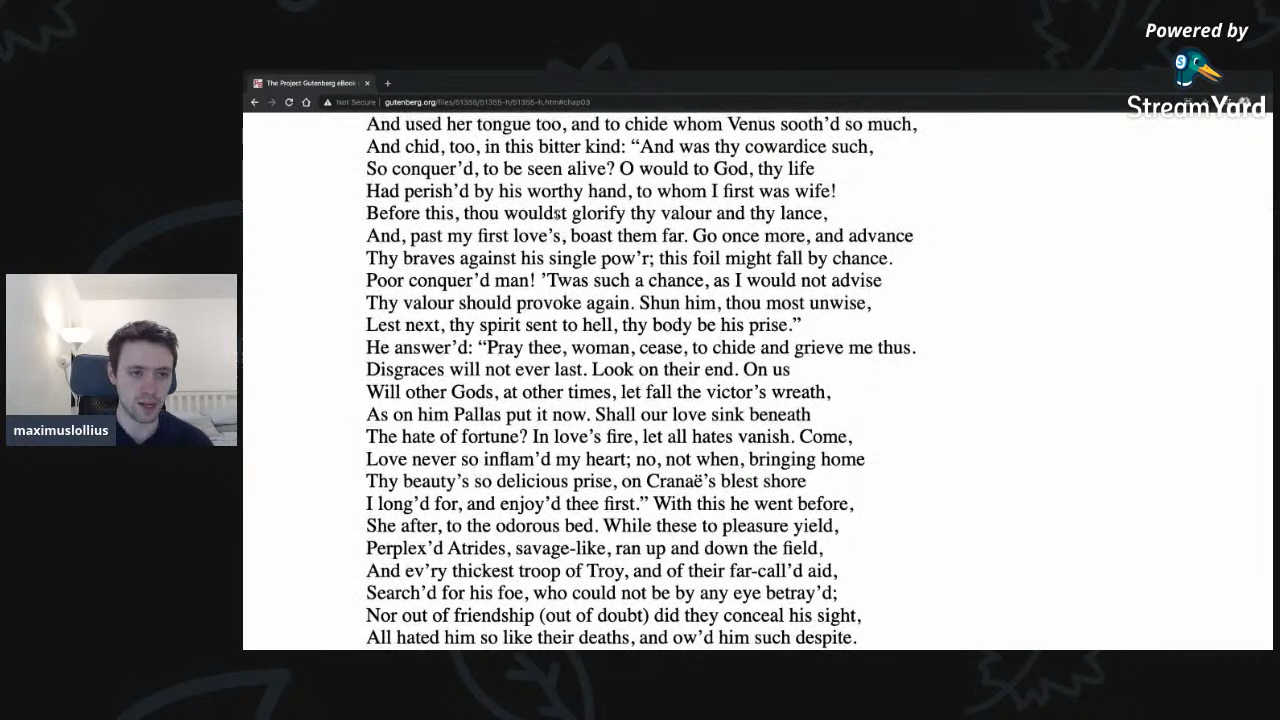 Powered by
StreamYard
The Project Gutenberg eBook
Not Secure | gutenberg.org/files/51355/51355-h/51355-h.htm#chap03
And used her tongue too, and to chide whom Venus sooth’d so much,
And chid, too, in this bitter kind: “And was thy cowardice such,
So conquer’d, to be seen alive? O would to God, thy life
Had perish’d by his worthy hand, to whom I first was wife!
Before this, thou wouldst glorify thy valour and thy lance,
And, past my first love’s, boast them far. Go once more, and advance
Thy braves against his single pow’r; this foil might fall by chance.
Poor conquer’d man! ’Twas such a chance, as I would not advise
Thy valour should provoke again. Shun him, thou most unwise,
Lest next, thy spirit sent to hell, thy body be his prise.”
He answer’d: “Pray thee, woman, cease, to chide and grieve me thus.
Disgraces will not ever last. Look on their end. On us
Will other Gods, at other times, let fall the victor’s wreath,
As on him Pallas put it now. Shall our love sink beneath
The hate of fortune? In love’s fire, let all hates vanish. Come,
Love never so inflam’d my heart; no, not when, bringing home
Thy beauty’s so delicious prise, on Cranaë’s blest shore
I long’d for, and enjoy’d thee first.” With this he went before,
She after, to the odorous bed. While these to pleasure yield,
Perplex’d Atrides, savage-like, ran up and down the field,
And ev’ry thickest troop of Troy, and of their far-call’d aid,
Search’d for his foe, who could not be by any eye betray’d;
Nor out of friendship (out of doubt) did they conceal his sight,
All hated him so like their deaths, and ow’d him such despite.
maximuslollius